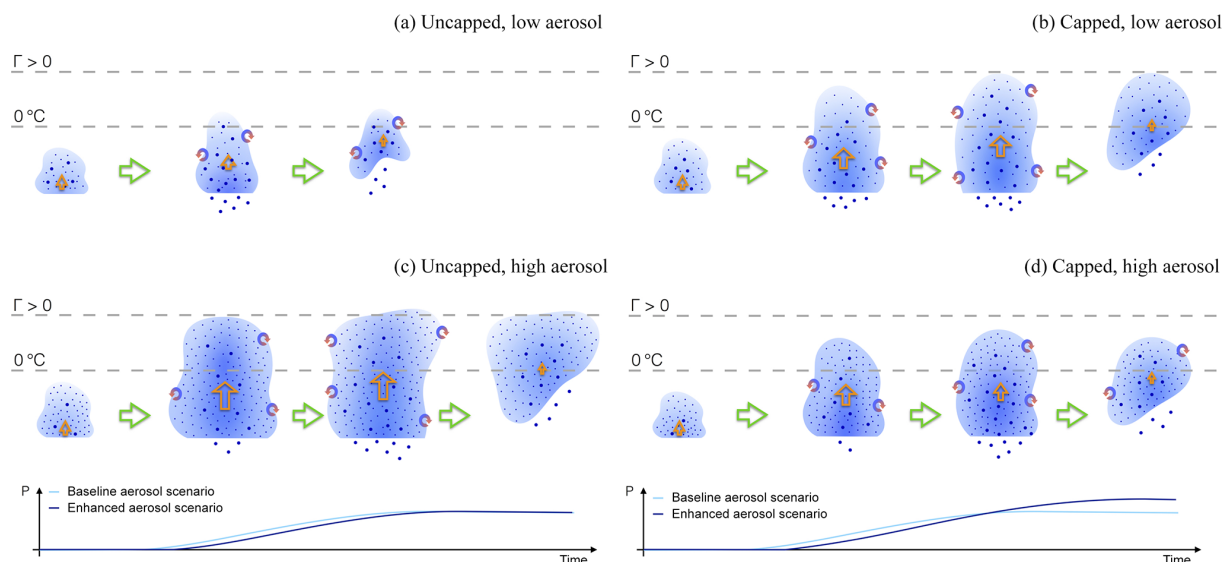 (a) Uncapped, low aerosol
Γ > 0
0 °C
(b) Capped, low aerosol
Γ > 0
0 °C
(c) Uncapped, high aerosol
Γ > 0
0 °C
(d) Capped, high aerosol
Γ > 0
0 °C
P
Baseline aerosol scenario
Enhanced aerosol scenario
Time
P
Baseline aerosol scenario
Enhanced aerosol scenario
Time